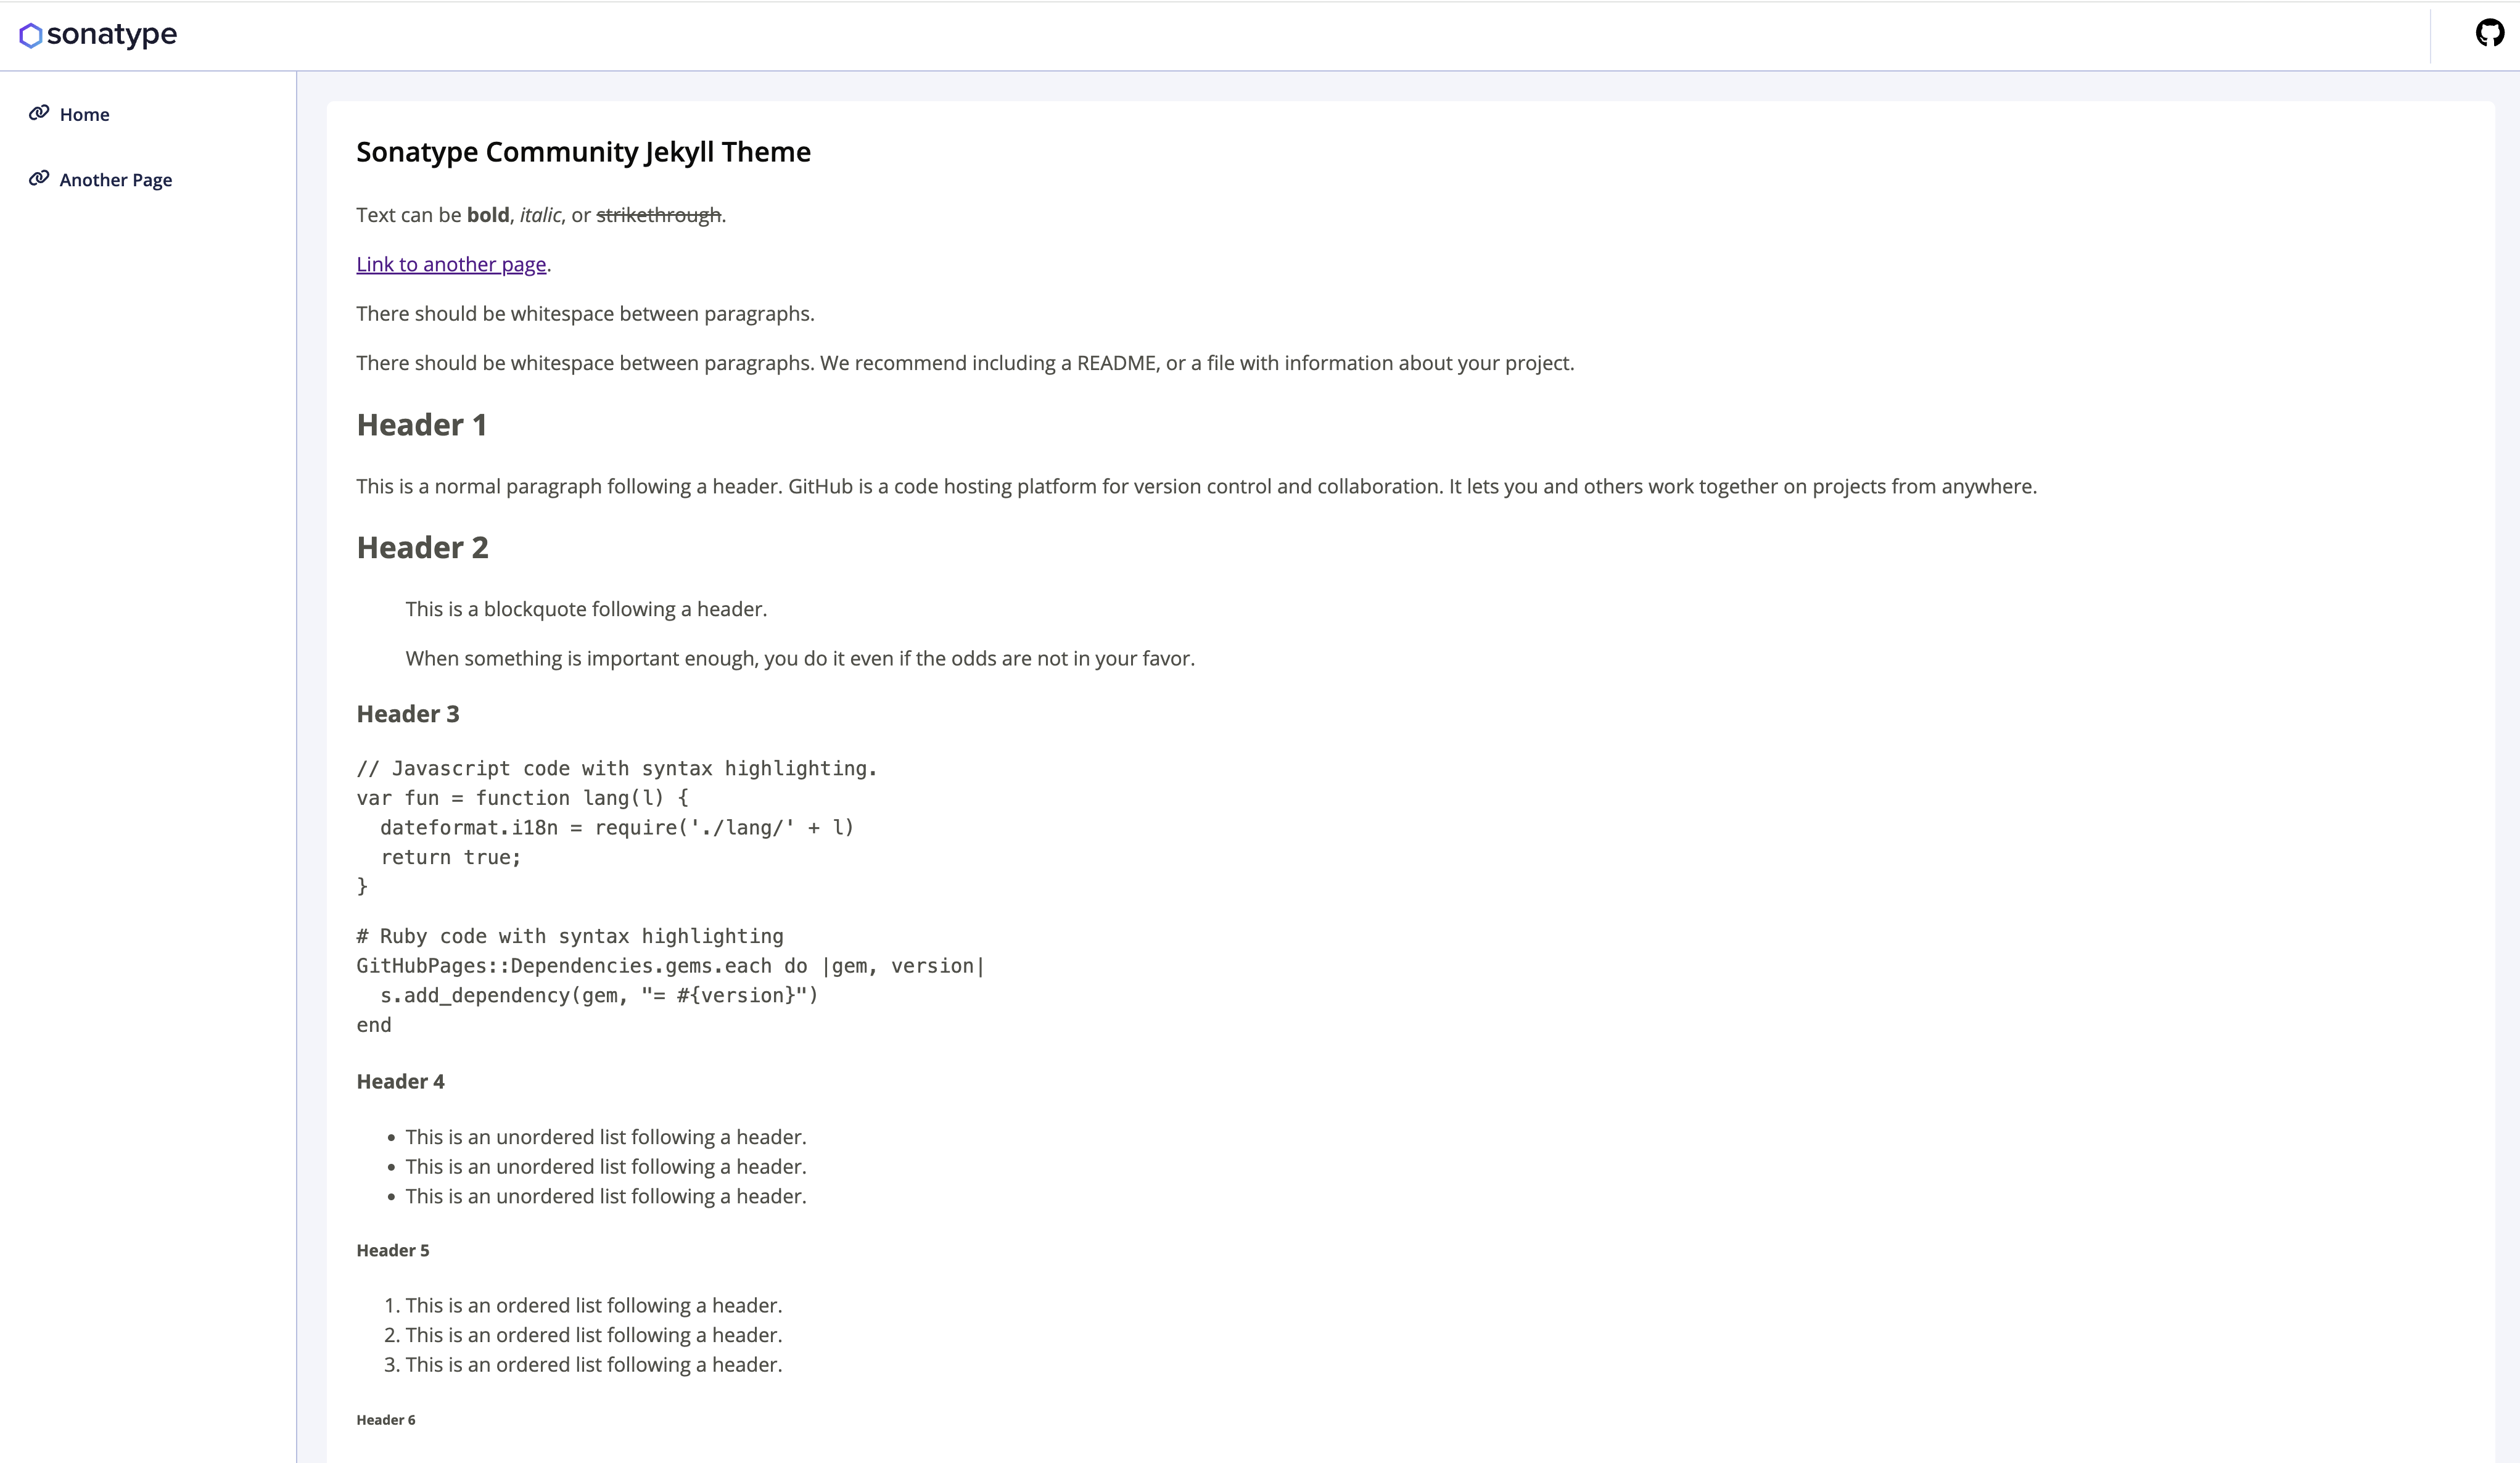 sonatype
Home
Another Page
Sonatype Community Jekyll Theme
Text can be bold, italic, or strikethrough.
Link to another page.
There should be whitespace between paragraphs.
There should be whitespace between paragraphs. We recommend including a README, or a file with information about your project.
Header 1
This is a normal paragraph following a header. GitHub is a code hosting platform for version control and collaboration. It lets you and others work together on projects from anywhere.
Header 2
This is a blockquote following a header.
When something is important enough, you do it even if the odds are not in your favor.
Header 3
// Javascript code with syntax highlighting.
var fun = function lang(l) {
  dateformat.i18n = require('./lang/' + l)
  return true;
}
# Ruby code with syntax highlighting
GitHubPages::Dependencies.gems.each do |gem, version|
  s.add_dependency(gem, "= #{version}")
end
Header 4
• This is an unordered list following a header.
• This is an unordered list following a header.
• This is an unordered list following a header.
Header 5
1. This is an ordered list following a header.
2. This is an ordered list following a header.
3. This is an ordered list following a header.
Header 6